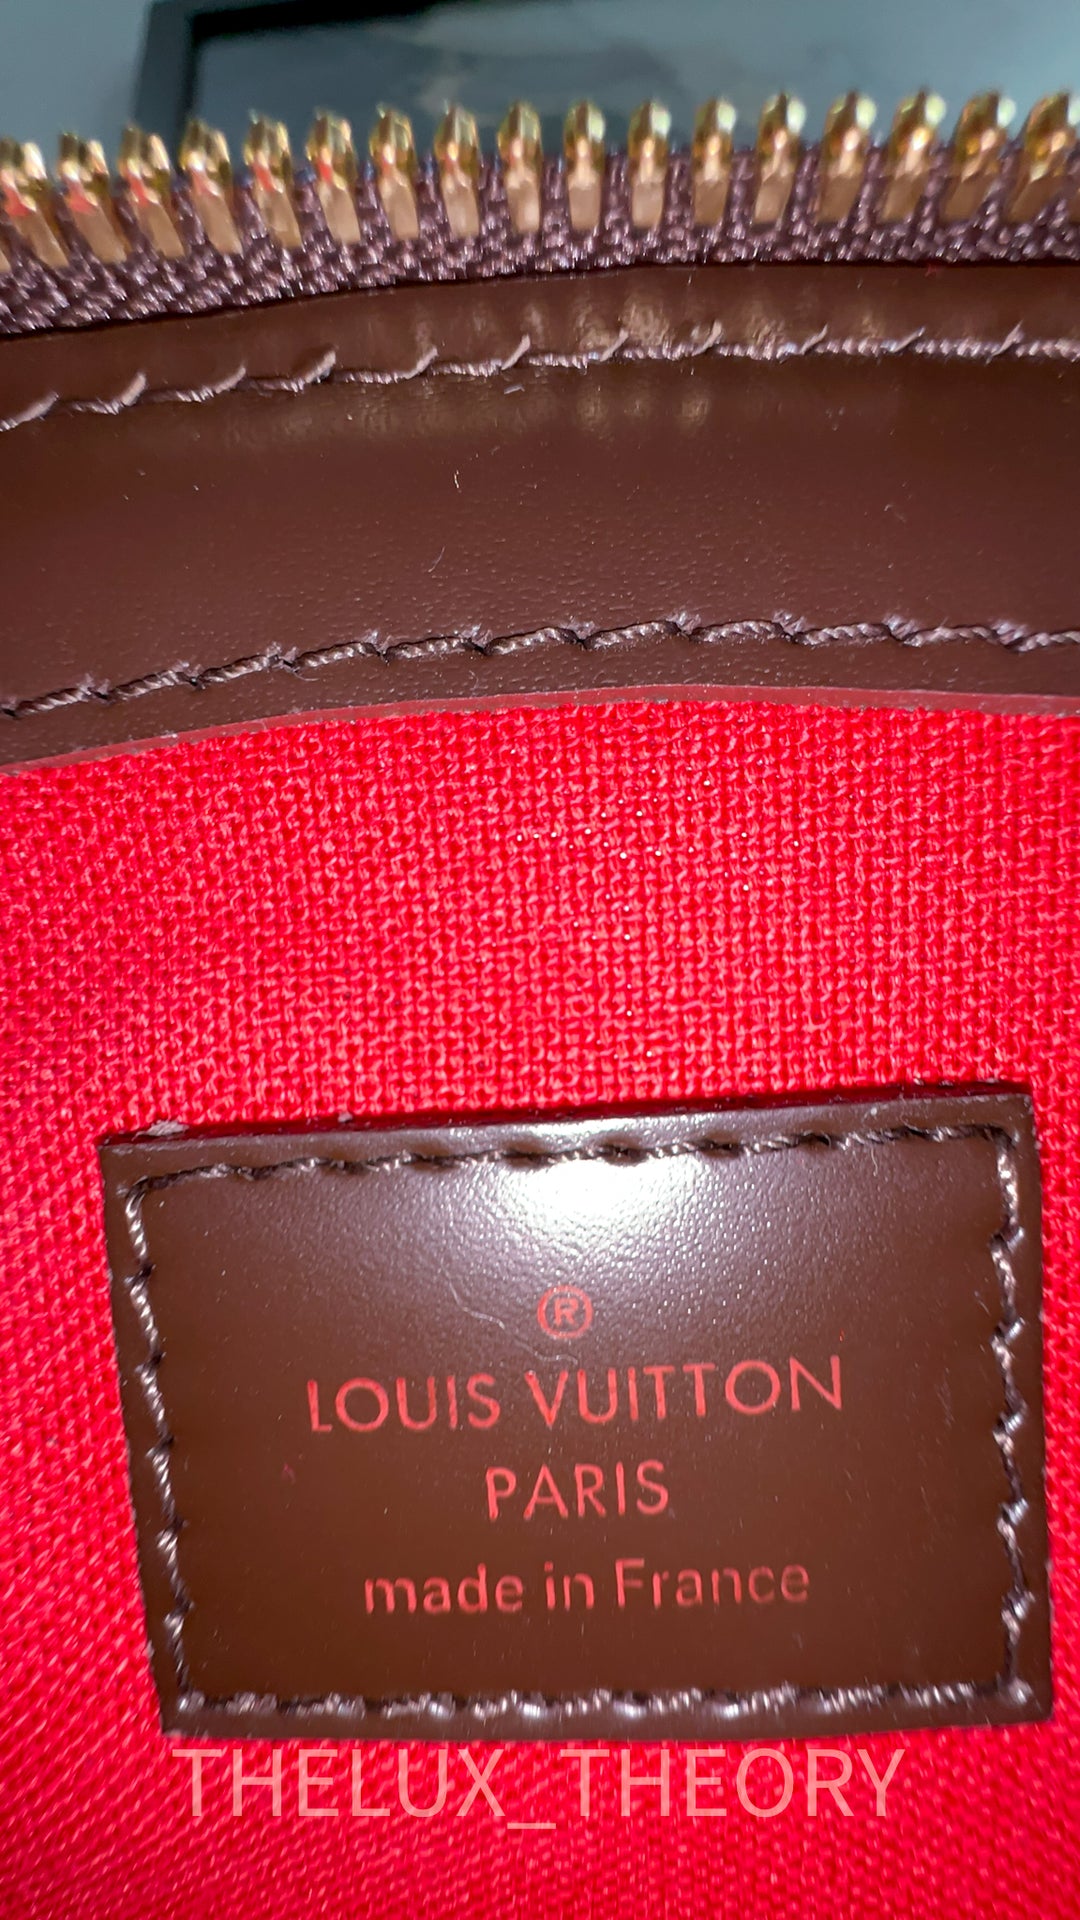 ®
LOUIS VUITTON
PARIS
made in France
THELUX_THEORY